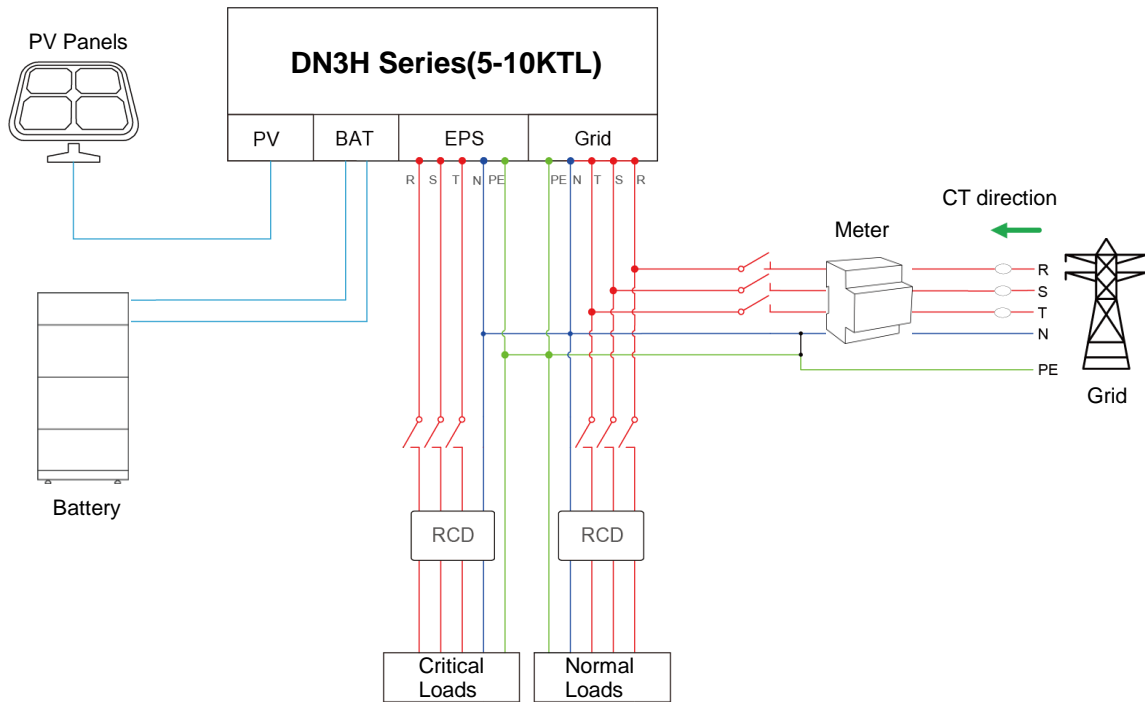 DN3H Series(5-10KTL)
PV Panels
PV
BAT
EPS
Grid
R S T N PE
PE N T S R
CT direction
Meter
R
S
T
N
PE
Grid
Battery
RCD
RCD
Critical
Loads
Normal
Loads